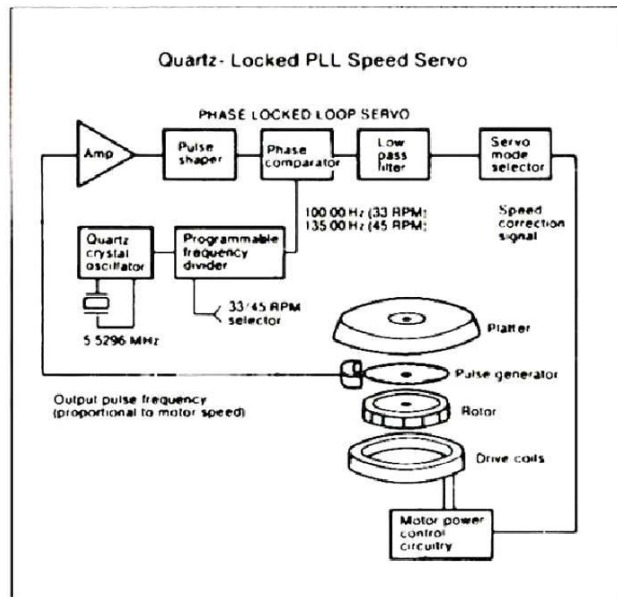 Quartz- Locked PLL Speed Servo
PHASE LOCKED LOOP SERVO
Amp
Pulse
shaper
Phase
comparator
Low
pass
filter
Servo
mode
selector
100.00 Hz (33 RPM)
135.00 Hz (45 RPM)
Speed
correction
signal
Quartz
crystal
oscillator
Programmable
frequency
divider
33/45 RPM
selector
5.5296 MHz
Platter
Pulse generator
Output pulse frequency
(proportional to motor speed)
Rotor
Drive coils
Motor power
control
circuitry